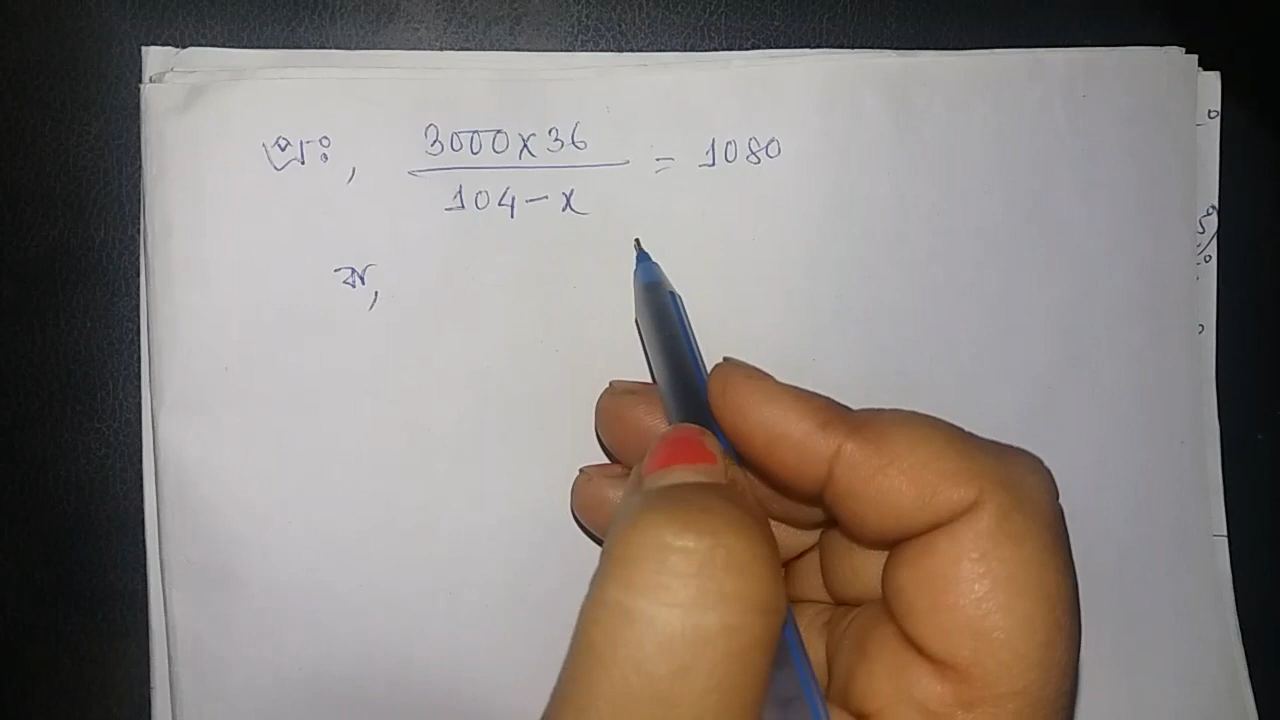 প্রঃ, 3000x36 / 104-x = 1080
ব,